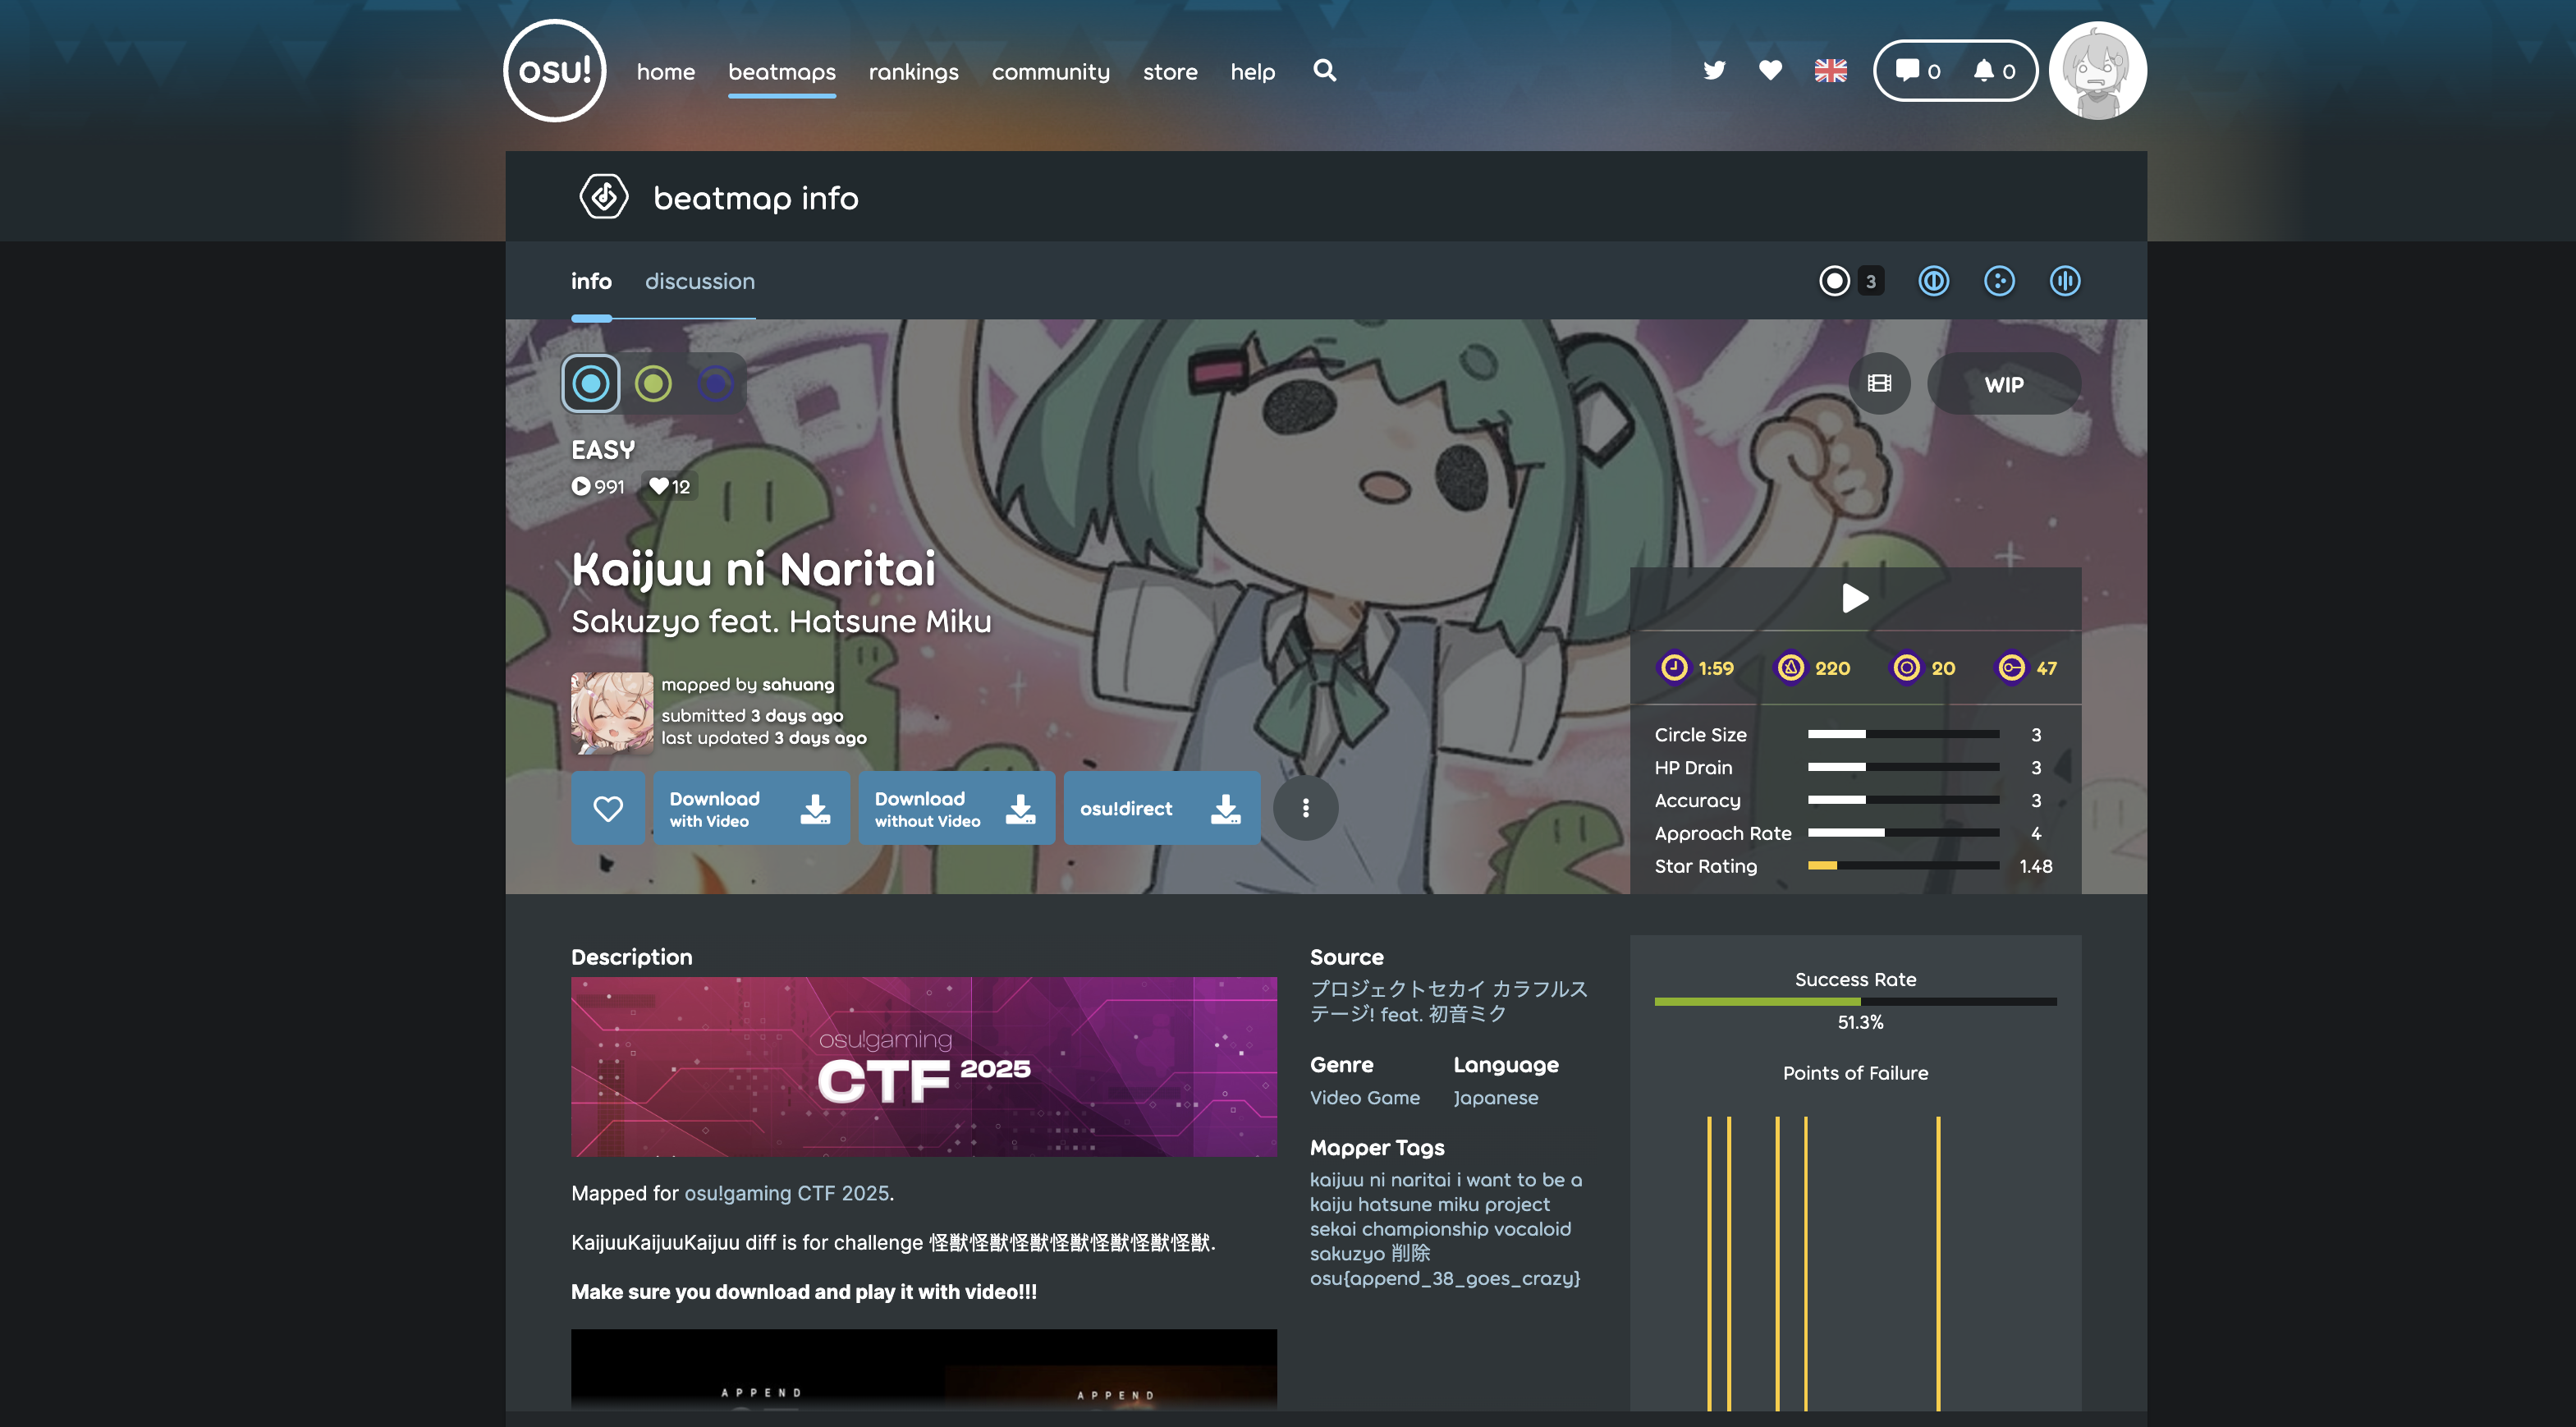 osu!
home beatmaps rankings community store help
0 0
beatmap info
info discussion
3
WIP
EASY
991 12
Kaijuu ni Naritai
Sakuzyo feat. Hatsune Miku
mapped by sahuang
submitted 3 days ago
last updated 3 days ago
Download
with Video
Download
without Video
osu!direct
1:59 220 20 47
Circle Size 3
HP Drain 3
Accuracy 3
Approach Rate 4
Star Rating 1.48
Description
osu!gaming
CTF 2025
Mapped for osu!gaming CTF 2025.
KaijuuKaijuuKaijuu diff is for challenge 怪獣怪獣怪獣怪獣怪獣怪獣怪獣.
Make sure you download and play it with video!!!
APPEND
APPEND
Source
プロジェクトセカイ カラフルス
テージ! feat. 初音ミク
Genre Language
Video Game Japanese
Mapper Tags
kaijuu ni naritai i want to be a
kaiju hatsune miku project
sekai championship vocaloid
sakuzyo 削除
osu{append_38_goes_crazy}
Success Rate
51.3%
Points of Failure